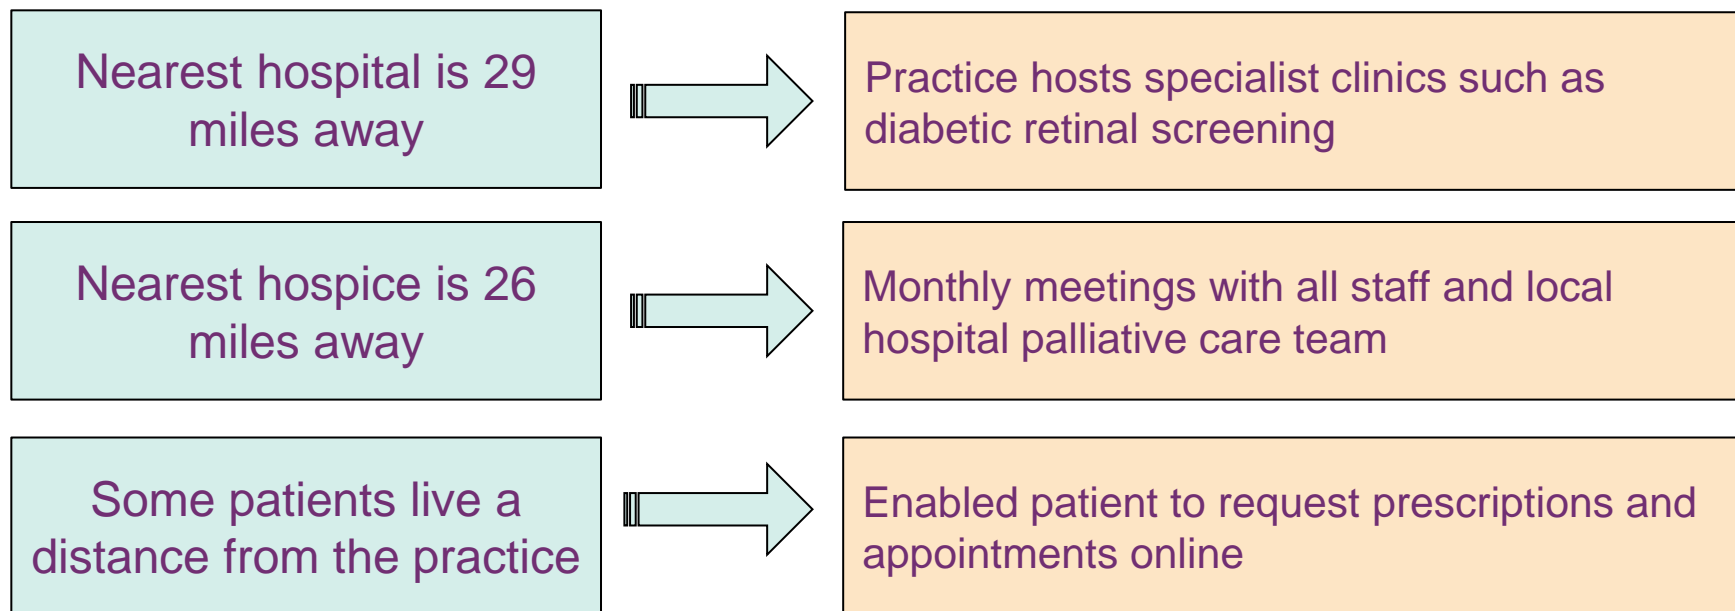 Nearest hospital is 29
miles away
Practice hosts specialist clinics such as
diabetic retinal screening
Nearest hospice is 26
miles away
Monthly meetings with all staff and local
hospital palliative care team
Some patients live a
distance from the practice
Enabled patient to request prescriptions and
appointments online